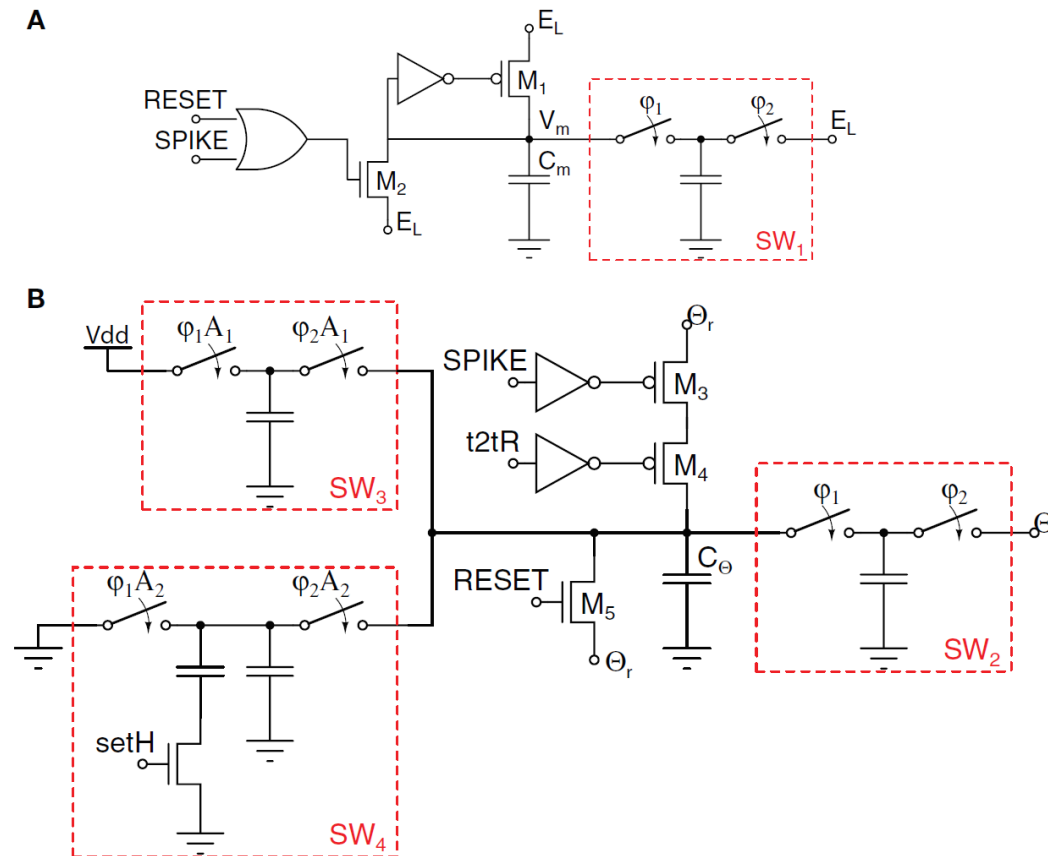 A
E_L
RESET
SPIKE
M_1
V_m
φ_1
φ_2
E_L
M_2
C_m
E_L
SW_1
B
Vdd
φ_1A_1
φ_2A_1
SW_3
Θ_r
SPIKE
M_3
t2tR
M_4
φ_1
φ_2
Θ
C_Θ
RESET
M_5
Θ_r
SW_2
φ_1A_2
φ_2A_2
setH
SW_4